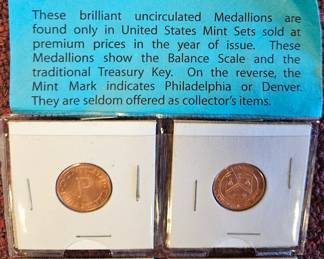 These brilliant uncirculated Medallions are
found only in United States Mint Sets sold at
premium prices in the year of issue. These
Medallions show the Balance Scale and the
traditional Treasury Key. On the reverse, the
Mint Mark indicates Philadelphia or Denver.
They are seldom offered as collector's items.
P